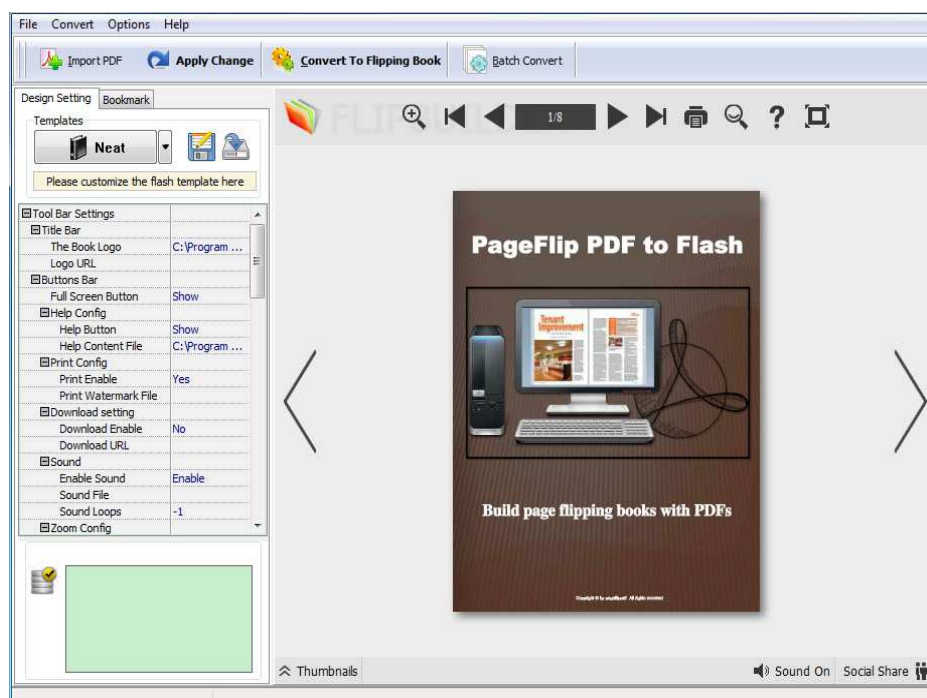 File Convert Options Help
Import PDF Apply Change Convert To Flipping Book Batch Convert
Design Setting Bookmark
Templates
Neat
Please customize the flash template here
Tool Bar Settings
Title Bar
The Book Logo C:\Program ...
Logo URL
Buttons Bar
Full Screen Button Show
Help Config
Help Button Show
Help Content File C:\Program ...
Print Config
Print Enable Yes
Print Watermark File
Download setting
Download Enable No
Download URL
Sound
Enable Sound Enable
Sound File
Sound Loops -1
Zoom Config
FLIPBUIL
1/8
PageFlip PDF to Flash
Tenant
Improvement
Build page flipping books with PDFs
Thumbnails
Sound On Social Share